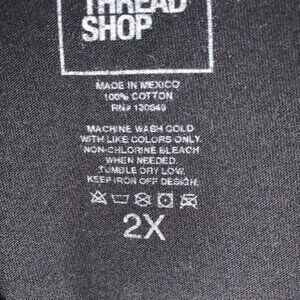 THREAD
SHOP
MADE IN MEXICO
100% COTTON
RN# 130849
MACHINE WASH COLD
WITH LIKE COLORS ONLY.
NON-CHLORINE BLEACH
WHEN NEEDED.
TUMBLE DRY LOW.
KEEP IRON OFF DESIGN.
2X